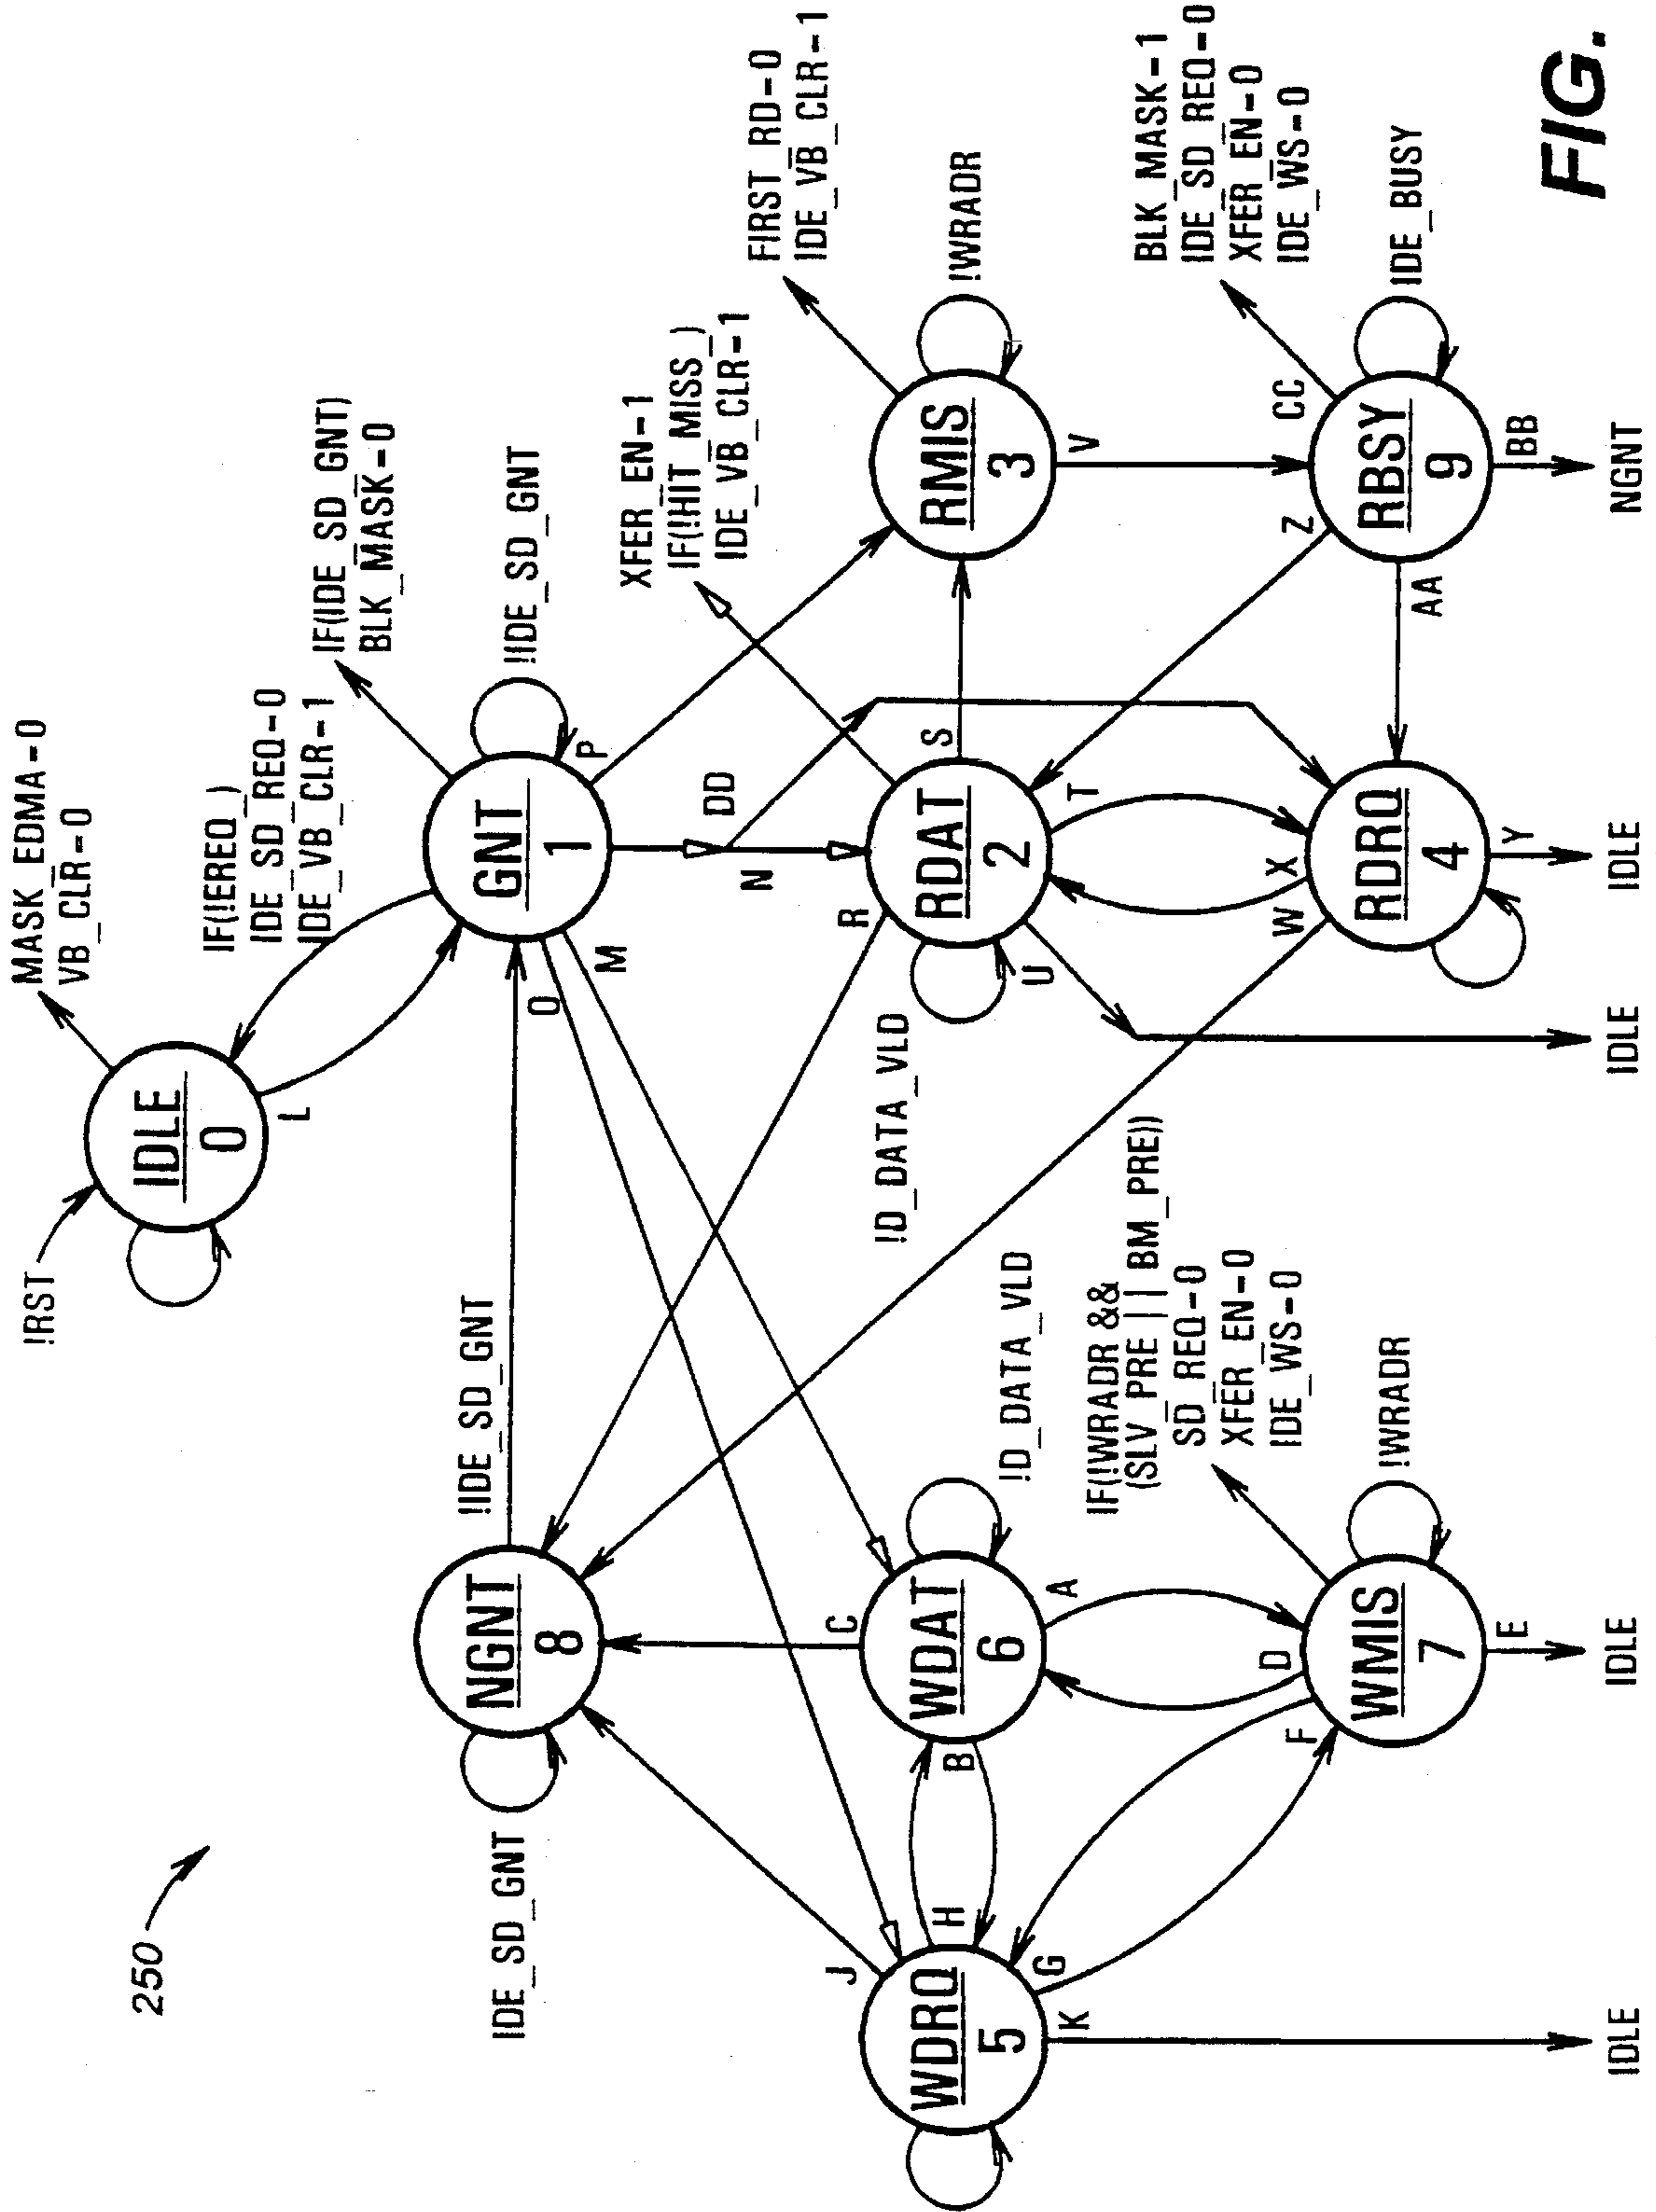 250
!RST
MASK_EDMA=0
VB_CLR=0
IDLE
0
L
IF(!EREQ_)
IDE_SD_REQ=0
IDE_VB_CLR=1
IF(IDE_SD_GNT)
BLK_MASK=0
GNT
1
!IDE_SD_GNT
P
O
M
DD
N
IDE_SD_GNT
NGNT
8
!IDE_SD_GNT
XFER_EN=1
IF(!HIT_MISS_)
IDE_VB_CLR=1
FIRST_RD=0
IDE_VB_CLR=1
WDRQ
5
J
H
G
K
WDAT
6
C
B
A
!D_DATA_VLD
!D_DATA_VLD
RDAT
2
R
S
T
U
RMIS
3
!WRADR
V
IF(!WRADR &&
(SLV_PRE || BM_PRE))
SD_REQ=0
XFER_EN=0
IDE_WS=0
BLK_MASK=1
IDE_SD_REQ=0
XFER_EN=0
IDE_WS=0
WMIS
7
F
D
E
!WRADR
RDRQ
4
W
X
Y
AA
RBSY
9
Z
CC
BB
IDE_BUSY
IDLE
IDLE
IDLE
IDLE
NGNT
FIG.